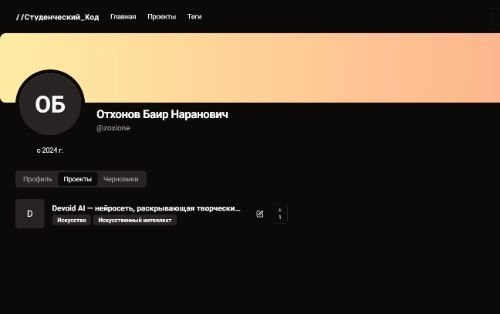 //Студенческий_Код Главная Проекты Теги
ОБ
Отхонов Баир Наранович
@zoxione
с 2024 г.
Профиль Проекты Черновики
D Devoid AI — нейросеть, раскрывающая творчески...
Искусство Искусственный интеллект
1